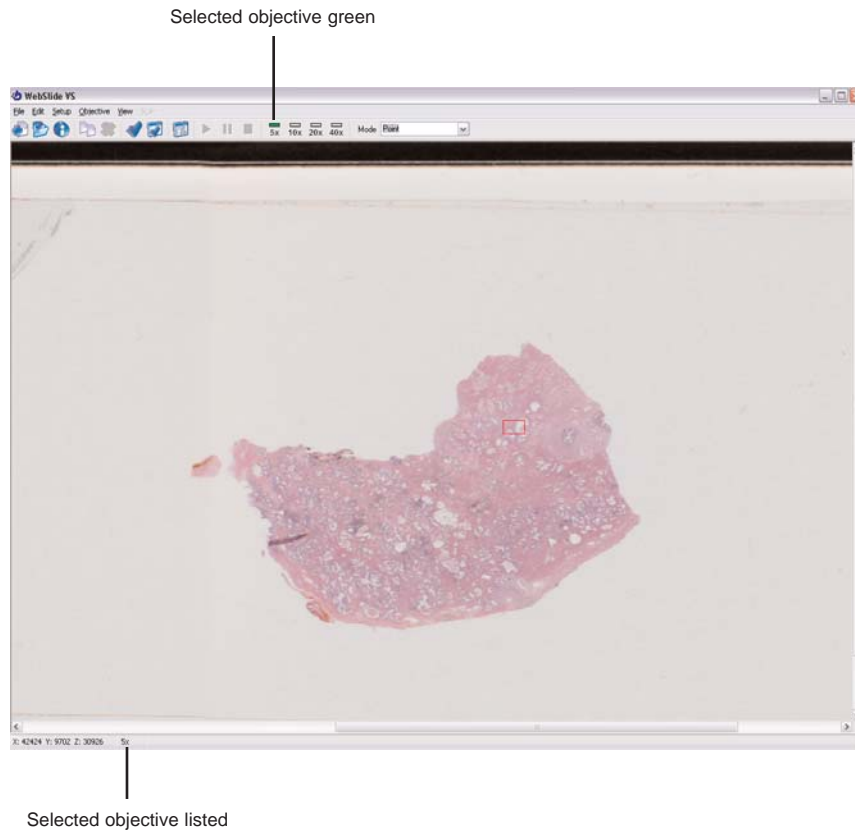 Selected objective green
WebSlide VS
File Edit Setup Objective View
5x 10x 20x 40x Mode Point
X: 42424 Y: 9702 Z: 30926 5x
Selected objective listed